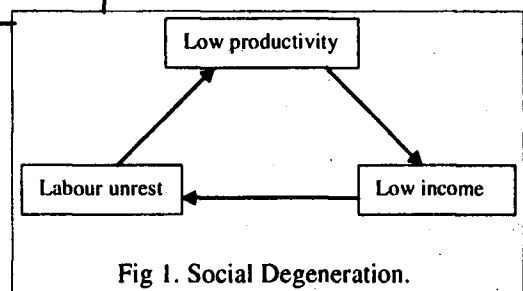 Low productivity
Labour unrest
Low income
Fig 1. Social Degeneration.